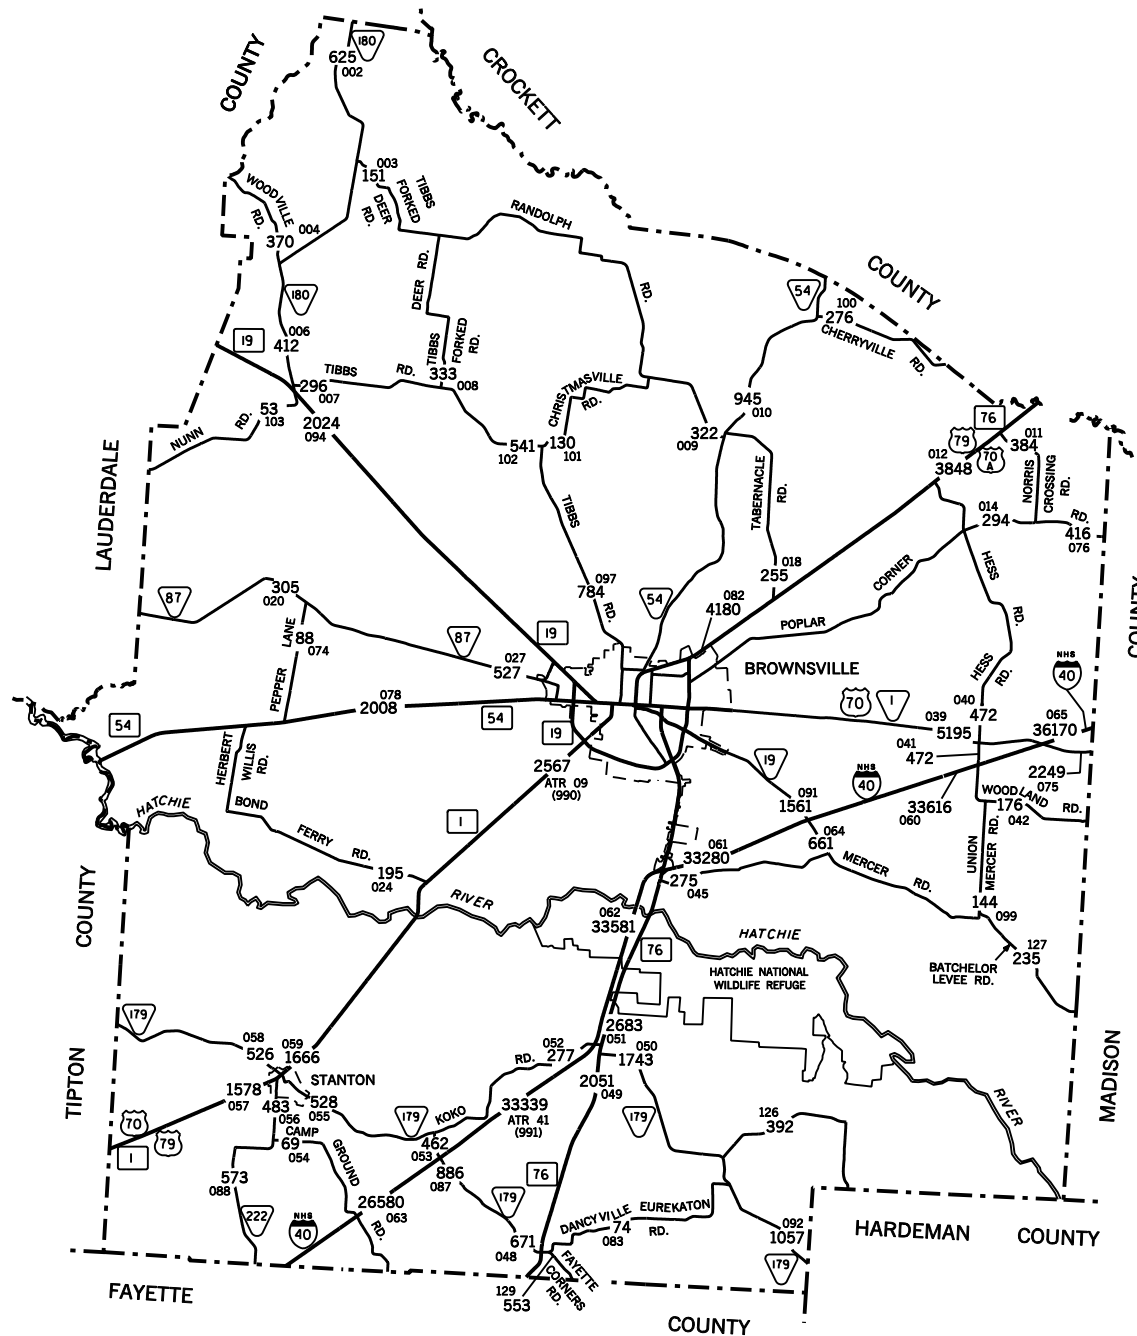 COUNTY
CROCKETT
180
625
002
003
151
TIBBS
FORKED
DEER
RD.
WOODVILLE
RD.
004
370
RANDOLPH
RD.
DEER RD.
TIBBS
FORKED
RD.
COUNTY
54
100
276
CHERRYVILLE
RD.
180
19
006
412
296
007
TIBBS
RD.
333
008
CHRISTMASVILLE
RD.
945
010
53
103
NUNN
RD.
2024
094
541
102
130
101
322
009
76
79
70
A
011
384
012
3848
NORRIS
CROSSING
RD.
LAUDERDALE
TIBBS
RD.
TABERNACLE
RD.
014
294
RD.
416
076
HESS
RD.
CORNER
POPLAR
018
255
097
784
54
082
4180
87
305
020
LANE
PEPPER
88
074
87
027
527
19
BROWNSVILLE
HESS
RD.
NHS
40
COUNTY
54
078
2008
54
19
70
1
039
5195
040
472
041
472
065
36170
HERBERT
WILLIS
RD.
2567
ATR 09
(990)
19
NHS
40
2249
075
091
1561
33616
060
WOODLAND
RD.
176
042
HATCHIE
BOND
FERRY
RD.
1
064
661
061
33280
275
045
MERCER
RD.
UNION
MERCER RD.
195
024
RIVER
144
099
COUNTY
062
33581
76
HATCHIE
HATCHIE NATIONAL
WILDLIFE REFUGE
127
235
BATCHELOR
LEVEE RD.
179
058
526
059
1666
2683
051
052
277
RD.
050
1743
RIVER
MADISON
TIPTON
STANTON
1578
057
483
056
528
055
2051
049
33339
ATR 41
(991)
KOKO
179
179
126
392
70
79
1
CAMP
GROUND
RD.
69
054
462
053
886
087
573
088
76
179
222
NHS
40
26580
063
671
048
DANCYVILLE
EUREKATON
RD.
74
083
092
1057
179
HARDEMAN
COUNTY
FAYETTE
CORNERS
RD.
129
553
FAYETTE
COUNTY